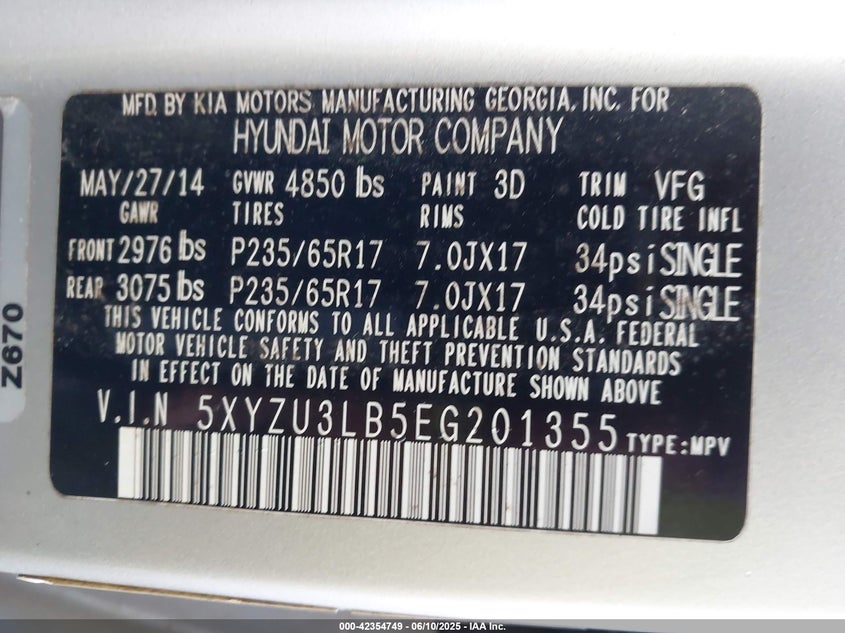 MFD. BY KIA MOTORS MANUFACTURING GEORGIA, INC. FOR
HYUNDAI MOTOR COMPANY
MAY/27/14 GVWR 4850 lbs PAINT 3D TRIM VFG
GAWR TIRES RIMS COLD TIRE INFL
FRONT 2976 lbs P235/65R17 7.0JX17 34psi SINGLE
REAR 3075 lbs P235/65R17 7.0JX17 34psi SINGLE
THIS VEHICLE CONFORMS TO ALL APPLICABLE U.S.A. FEDERAL
MOTOR VEHICLE SAFETY AND THEFT PREVENTION STANDARDS
IN EFFECT ON THE DATE OF MANUFACTURE SHOWN ABOVE
V.I.N 5XYZU3LB5EG201355 TYPE:MPV
Z670
000-42354749 - 06/10/2025 - IAA Inc.